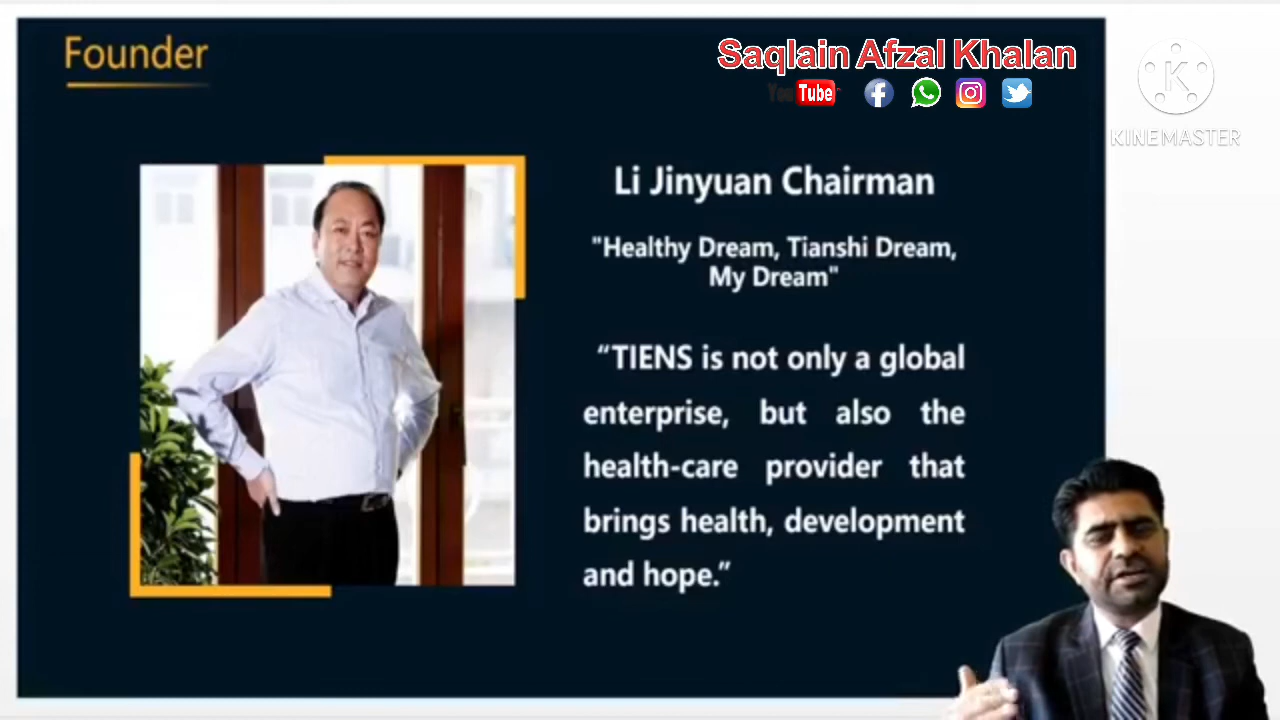 Founder
Saqlain Afzal Khalan
YouTube
K
KINEMASTER
Li Jinyuan Chairman
"Healthy Dream, Tianshi Dream,
My Dream"
“TIENS is not only a global
enterprise, but also the
health-care provider that
brings health, development
and hope.”